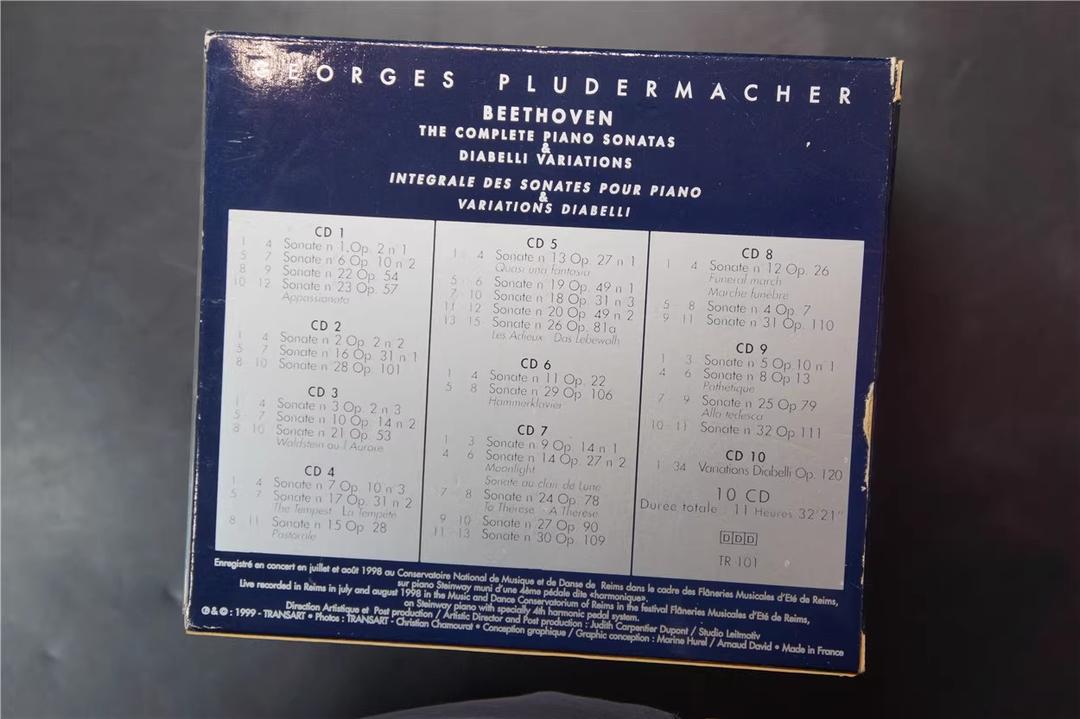 GEORGES PLUDERMACHER
BEETHOVEN
THE COMPLETE PIANO SONATAS
&
DIABELLI VARIATIONS
INTEGRALE DES SONATES POUR PIANO
&
VARIATIONS DIABELLI
CD 1
1 4 Sonate n 1 Op. 2 n 1
5 7 Sonate n 6 Op. 10 n 2
8 9 Sonate n 22 Op. 54
10 12 Sonate n 23 Op. 57
Appassionata
CD 2
1 4 Sonate n 2 Op. 2 n 2
5 7 Sonate n 16 Op. 31 n 1
8 10 Sonate n 28 Op. 101
CD 3
1 4 Sonate n 3 Op. 2 n 3
5 7 Sonate n 10 Op. 14 n 2
8 10 Sonate n 21 Op. 53
Waldstein ou l'Aurore
CD 4
1 4 Sonate n 7 Op. 10 n 3
5 7 Sonate n 17 Op. 31 n 2
The Tempest La Tempete
8 11 Sonate n 15 Op. 28
Pastorale
CD 5
1 4 Sonate n 13 Op. 27 n 1
Quasi una fantasia
5 6 Sonate n 19 Op. 49 n 1
7 10 Sonate n 18 Op. 31 n 3
11 12 Sonate n 20 Op. 49 n 2
13 15 Sonate n 26 Op. 81a
Les Adieux Das Lebewolh
CD 6
1 4 Sonate n 11 Op. 22
5 8 Sonate n 29 Op. 106
Hammerklavier
CD 7
1 3 Sonate n 9 Op. 14 n 1
4 6 Sonate n 14 Op. 27 n 2
Moonlight
Sonate au clair de Lune
7 8 Sonate n 24 Op. 78
To Therese A Therese
9 10 Sonate n 27 Op. 90
11 13 Sonate n 30 Op. 109
CD 8
1 4 Sonate n 12 Op. 26
Funeral march
Marche funèbre
5 8 Sonate n 4 Op. 7
9 11 Sonate n 31 Op. 110
CD 9
1 3 Sonate n 5 Op. 10 n 1
4 6 Sonate n 8 Op 13
Pathetique
7 9 Sonate n 25 Op 79
Alla tedesca
10 11 Sonate n 32 Op 111
CD 10
1 34 Variations Diabelli Op. 120
10 CD
Durée totale : 11 Heures 32'21"
DDD
TR 101
Enregistré en concert en juillet et août 1998 au Conservatoire National de Musique et de Danse de Reims dans le cadre des Flâneries Musicales d'Eté de Reims,
sur piano Steinway muni d'une 4ème pédale dite «harmonique».
Live recorded in Reims in july and august 1998 in the Music and Dance Conservatorium of Reims in the festival Flâneries Musicales d'Eté de Reims,
on Steinway piano with specially 4th harmonic pedal system.
Direction Artistique et Post production / Artistic Director and Post production : Judith Carpentier Dupont / Studio Leitmotiv
℗ & © : 1999 - TRANSART • Photos : TRANSART - Christian Chamourat • Conception graphique / Graphic conception : Marine Hurel / Arnaud David • Made in France